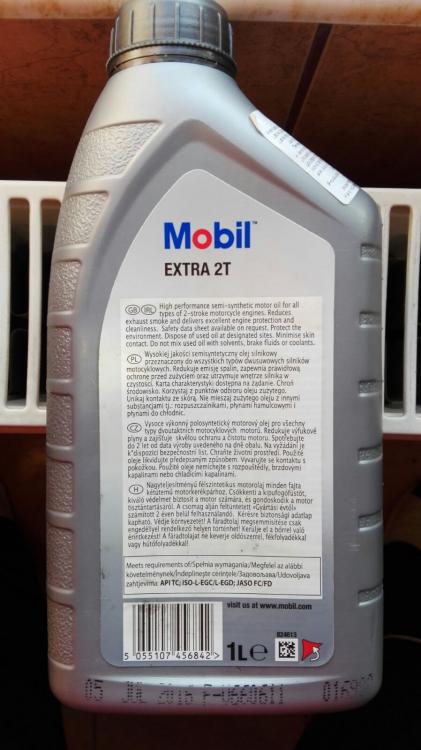 Mobil™
EXTRA 2T
GB IRL High performance semi-synthetic motor oil for all
types of 2-stroke motorcycle engines. Reduces
exhaust smoke and delivers excellent engine protection and
cleanliness. Safety data sheet available on request. Protect the
environment. Dispose of used oil at designated sites. Minimise skin
contact. Do not mix used oil with solvents, brake fluids or coolants.
PL Wysokiej jakości semisyntetyczny olej silnikowy
przeznaczony do wszystkich typów dwusuwowych silników
motocyklowych. Redukuje emisję spalin, zapewnia prawidłową
ochronę przed zużyciem oraz utrzymuje wnętrze silnika w
czystości. Karta charakterystyki dostępna na żądanie. Chroń
środowisko. Korzystaj z punktów odbioru oleju zużytego.
Unikaj kontaktu ze skórą. Nie mieszaj zużytego oleju z innymi
substancjami tj.: rozpuszczalnikami, płynami hamulcowymi i
płynami do chłodnic.
CZ Vysoce výkonný polosyntetický motorový olej pro všechny
typy dvoutaktních motocyklových motorů. Redukuje výfukové
plyny a zajišťuje skvělou ochranu a čistotu motoru. Spotřebujte
do 2 let od data výroby uvedeného na dně obalu. Na vyžádání je
k dispozici bezpečnostní list. Chraňte životní prostředí. Použité
oleje likvidujte předepsaným způsobem. Vyvarujte se kontaktu s
pokožkou. Použité oleje nemíchejte s rozpouštědly, brzdovými
kapalinami nebo chladícími kapalinami.
H Nagyteljesítményű félszintetikus motorolaj minden fajta
kétütemű motorkerékpárhoz. Csökkenti a kipufogófüstöt,
kiváló védelmet biztosít a motor számára, és gondoskodik a motor
tisztántartásáról. A csomag alján feltüntetett «Gyártási évtől»
számított 2 éven belül felhasználandó. Kérésre biztonsági adatlap
kapható. Védje környezetét! A fáradtolaj megsemmisítése csak
engedéllyel rendelkező helyen történhet! Kerülje el a bőrrel való
érintkezést! A fáradtolajat ne keverje oldószerrel, fékfolyadékkal
vagy hűtőfolyadékkal!
Meets requirements of/Spełnia wymagania/Megfelel az alábbi
követelménynek/Îndeplineşte cerinţele/Задовольвава/Udovoljava
zahtjevima: API TC; ISO-L-EGC/L-EGD; JASO FC/FD
visit us at www.mobil.com
5 055107 456842 >
1L e
824613
05 JUL 2016 P-0660611